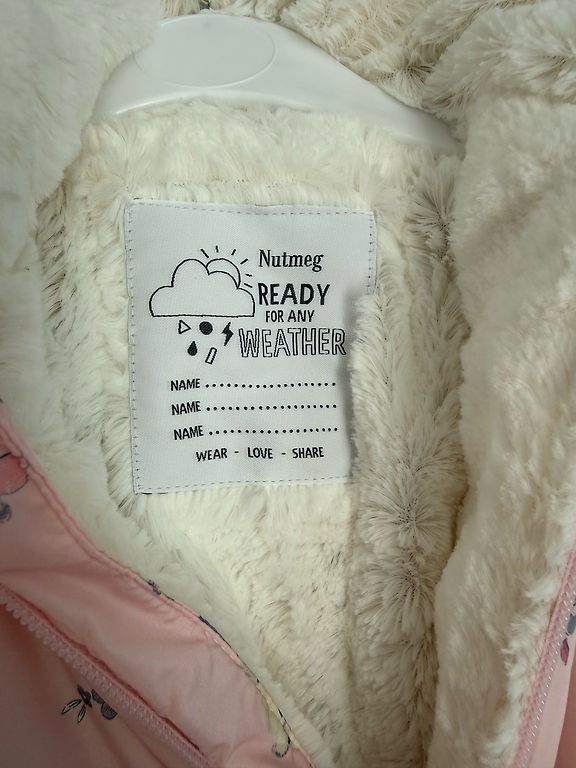 Nutmeg
READY
FOR ANY
WEATHER
NAME ........................
NAME ........................
NAME .......................
WEAR - LOVE - SHARE